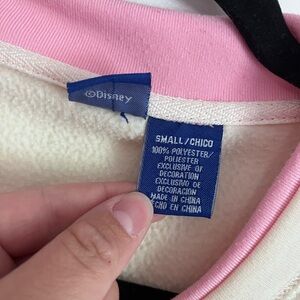 ©Disney
SMALL/CHICO
100% POLYESTER/
POLIESTER
EXCLUSIVE OF
DECORATION
EXCLUSIVO DE
DECORACION
MADE IN CHINA
HECHO EN CHINA